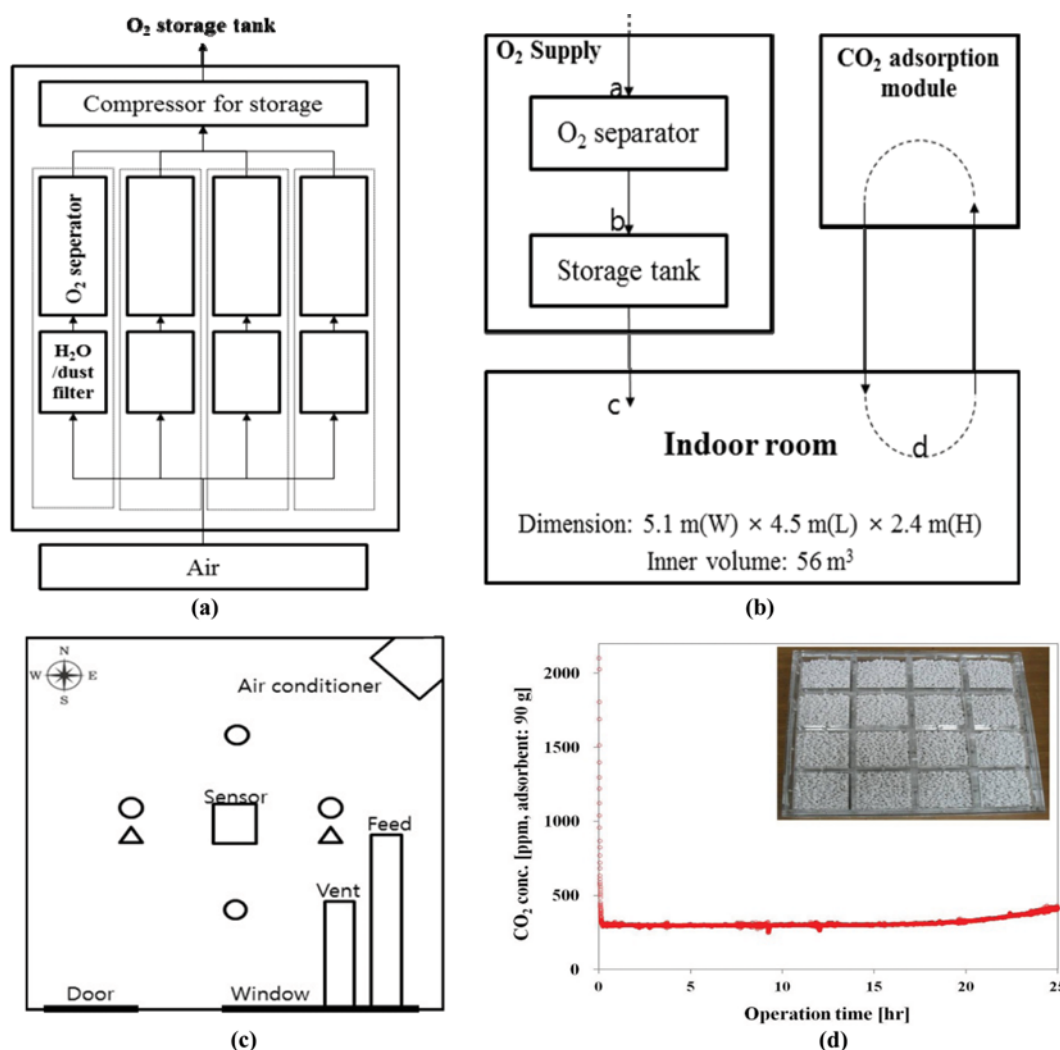 O₂ storage tank
Compressor for storage
O₂ seperator
H₂O
/dust
filter
Air
(a)
O₂ Supply
a
O₂ separator
b
Storage tank
c
CO₂ adsorption
module
d
Indoor room
Dimension: 5.1 m(W) × 4.5 m(L) × 2.4 m(H)
Inner volume: 56 m³
(b)
N
W E
S
Air conditioner
Sensor
Feed
Vent
Door
Window
(c)
CO₂ conc. [ppm, adsorbent: 90 g]
2000
1500
1000
500
0
0 5 10 15 20 25
Operation time [hr]
(d)